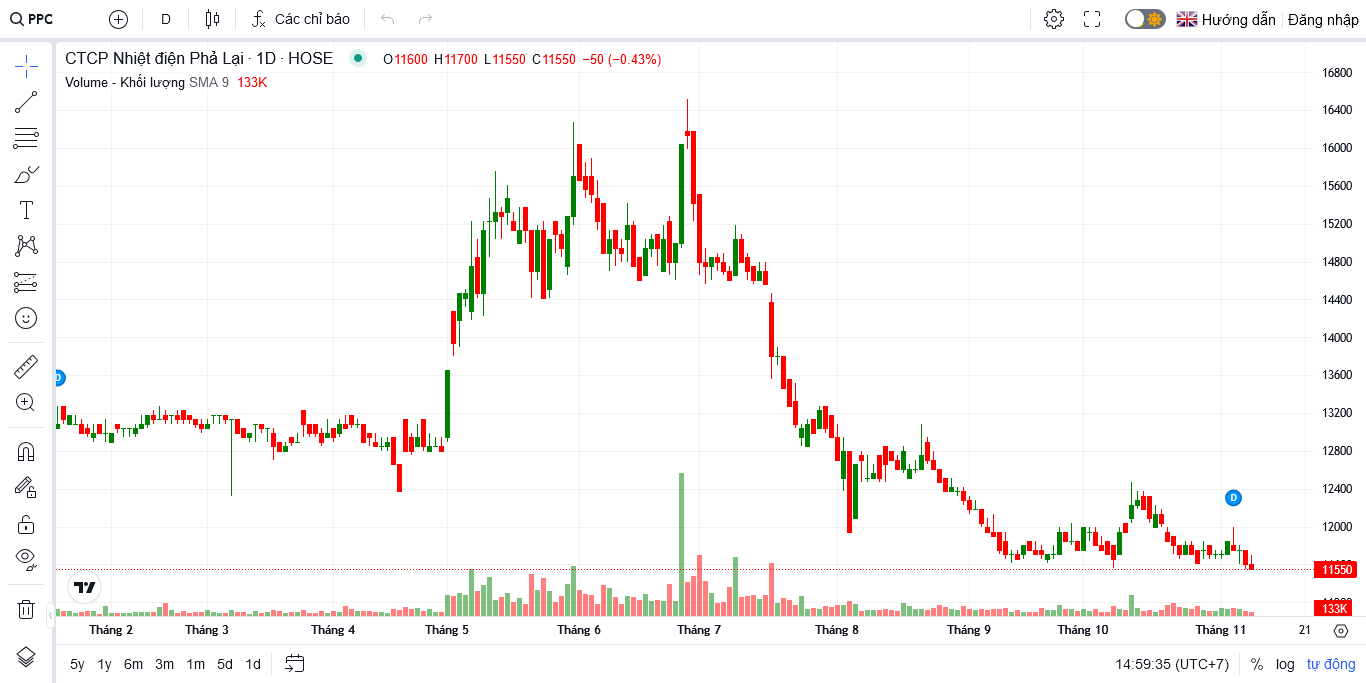 PPC
D
Các chỉ báo
Hướng dẫn
Đăng nhập
CTCP Nhiệt điện Phả Lại · 1D · HOSE
O11600 H11700 L11550 C11550 −50 (−0.43%)
Volume - Khối lượng SMA 9 133K
16800
16400
16000
15600
15200
14800
14400
14000
13600
13200
12800
12400
12000
11550
133K
D
D
Tháng 2
Tháng 3
Tháng 4
Tháng 5
Tháng 6
Tháng 7
Tháng 8
Tháng 9
Tháng 10
Tháng 11
21
5y 1y 6m 3m 1m 5d 1d
14:59:35 (UTC+7)
% log tự động